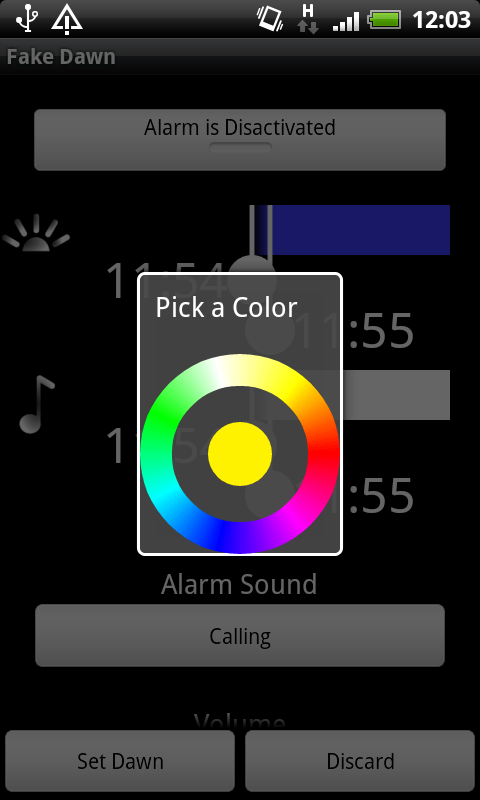 H
12:03
Fake Dawn
Alarm is Disactivated
11:54
Pick a Color
11:55
11:54
11:55
Alarm Sound
Calling
Volume
Set Dawn
Discard